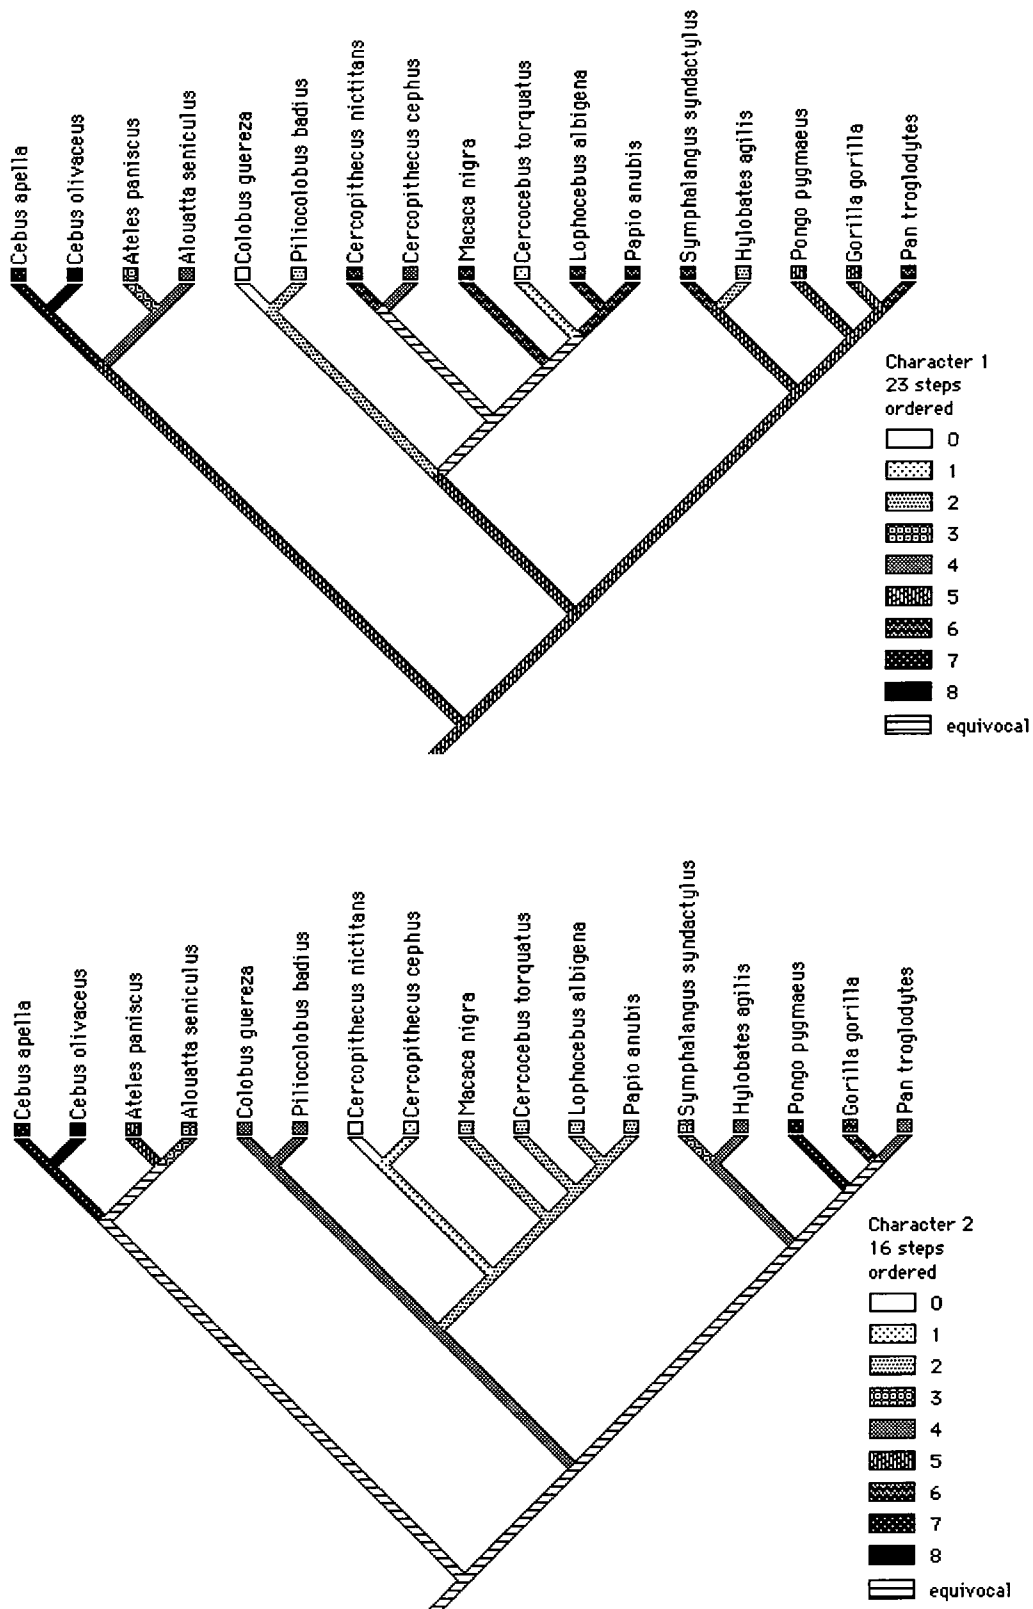 Cebus apella
Cebus olivaceus
Ateles paniscus
Alouatta seniculus
Colobus guereza
Piliocolobus badius
Cercopithecus nictitans
Cercopithecus cephus
Macaca nigra
Cercocebus torquatus
Lophocebus albigena
Papio anubis
Symphalangus syndactylus
Hylobates agilis
Pongo pygmaeus
Gorilla gorilla
Pan troglodytes
Character 1
23 steps
ordered
0
1
2
3
4
5
6
7
8
equivocal
Cebus apella
Cebus olivaceus
Ateles paniscus
Alouatta seniculus
Colobus guereza
Piliocolobus badius
Cercopithecus nictitans
Cercopithecus cephus
Macaca nigra
Cercocebus torquatus
Lophocebus albigena
Papio anubis
Symphalangus syndactylus
Hylobates agilis
Pongo pygmaeus
Gorilla gorilla
Pan troglodytes
Character 2
16 steps
ordered
0
1
2
3
4
5
6
7
8
equivocal